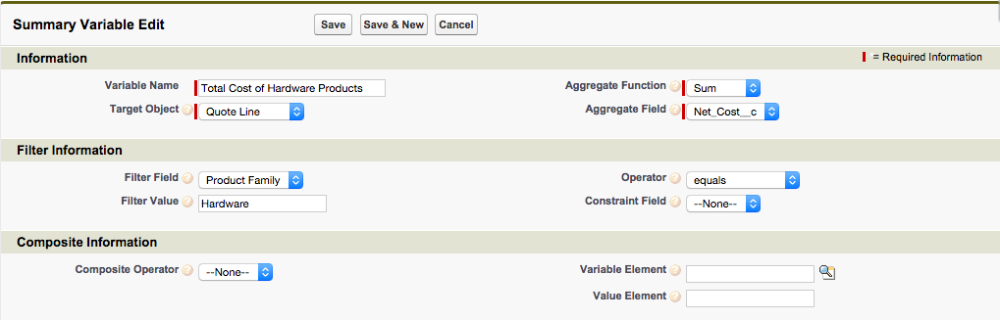 Summary Variable Edit Save Save & New Cancel
Information = Required Information
Variable Name Total Cost of Hardware Products Aggregate Function ? Sum
Target Object ? Quote Line Aggregate Field ? Net_Cost__c
Filter Information
Filter Field ? Product Family Operator ? equals
Filter Value ? Hardware Constraint Field ? --None--
Composite Information
Composite Operator ? --None-- Variable Element ?
Value Element ?